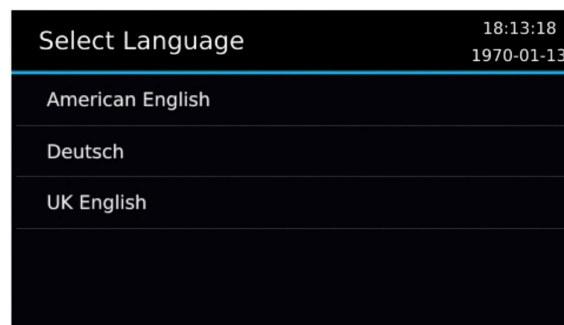 Select Language
18:13:18
1970-01-13
American English
Deutsch
UK English